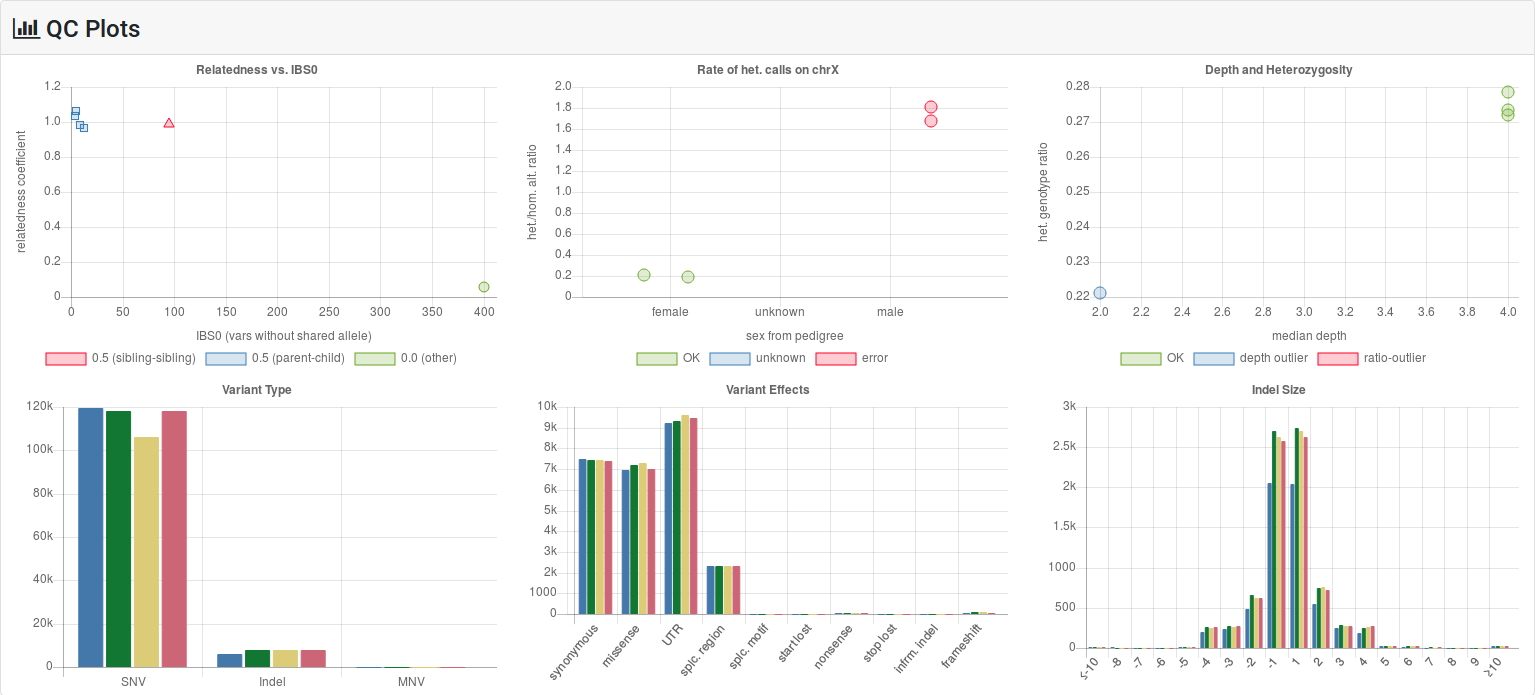 QC Plots
Relatedness vs. IBS0
1.2
1.0
0.8
0.6
0.4
0.2
0
relatedness coefficient
0 50 100 150 200 250 300 350 400
IBS0 (vars without shared allele)
0.5 (sibling-sibling) 0.5 (parent-child) 0.0 (other)
Rate of het. calls on chrX
2.0
1.8
1.6
1.4
1.2
1.0
0.8
0.6
0.4
0.2
0
het./hom. alt. ratio
female unknown male
sex from pedigree
OK unknown error
Depth and Heterozygosity
0.28
0.27
0.26
0.25
0.24
0.23
0.22
het. genotype ratio
2.0 2.2 2.4 2.6 2.8 3.0 3.2 3.4 3.6 3.8 4.0
median depth
OK depth outlier ratio-outlier
Variant Type
120k
100k
80k
60k
40k
20k
0
SNV Indel MNV
Variant Effects
10k
9k
8k
7k
6k
5k
4k
3k
2k
1000
0
synonymous missense UTR splc. region splc. motif start lost nonsense stop lost infrm. indel frameshift
Indel Size
3k
2.5k
2k
1.5k
1000
500
0
≤-10 -8 -7 -6 -5 -4 -3 -2 -1 1 2 3 4 5 6 7 8 9 ≥10